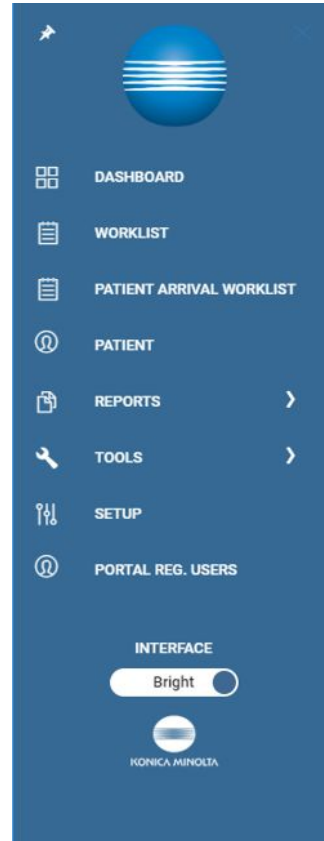 DASHBOARD
WORKLIST
PATIENT ARRIVAL WORKLIST
PATIENT
REPORTS
TOOLS
SETUP
PORTAL REG. USERS
INTERFACE
Bright
KONICA MINOLTA